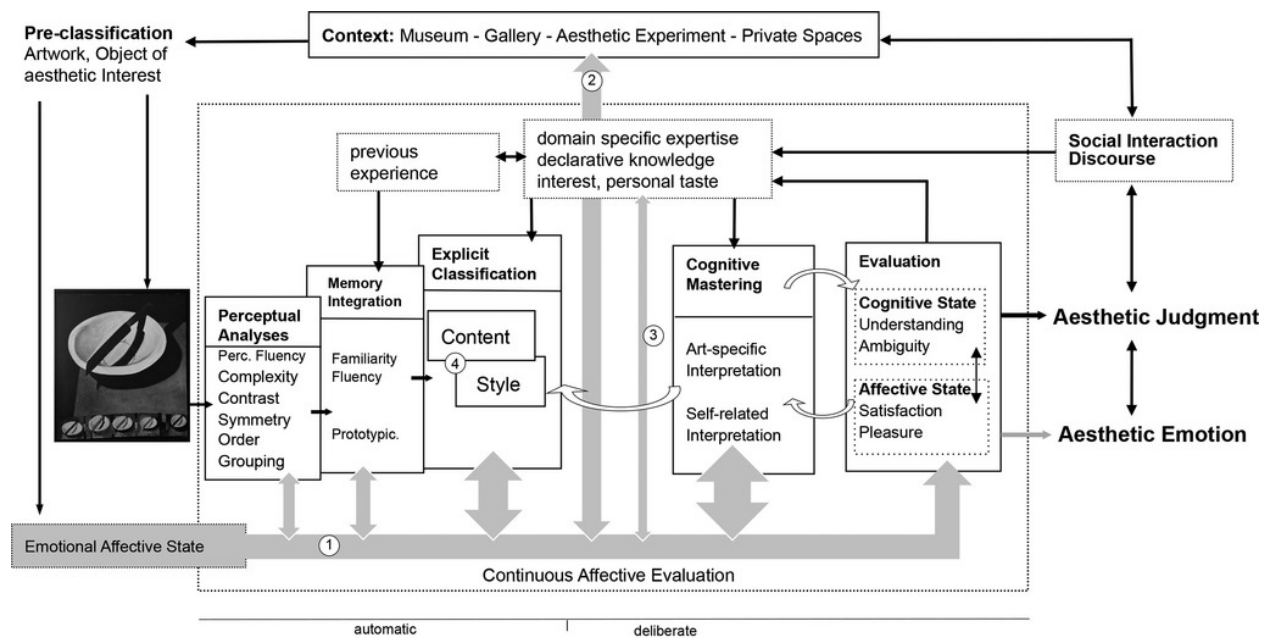 Pre-classification
Artwork, Object of
aesthetic Interest
Context: Museum - Gallery - Aesthetic Experiment - Private Spaces
2
previous
experience
domain specific expertise
declarative knowledge
interest, personal taste
Social Interaction
Discourse
Perceptual
Analyses
Perc. Fluency
Complexity
Contrast
Symmetry
Order
Grouping
Memory
Integration
Familiarity
Fluency
Prototypic.
Explicit
Classification
Content
4
Style
3
Cognitive
Mastering
Art-specific
Interpretation
Self-related
Interpretation
Evaluation
Cognitive State
Understanding
Ambiguity
Affective State
Satisfaction
Pleasure
Aesthetic Judgment
Aesthetic Emotion
Emotional Affective State
1
Continuous Affective Evaluation
automatic
deliberate